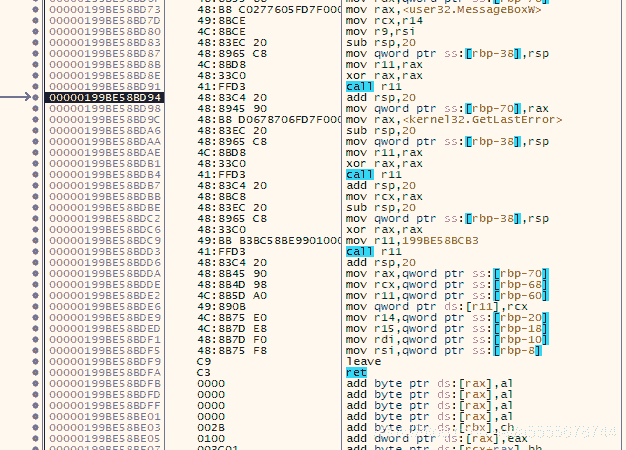 00000199BE58BD73 48:B8 C0277605FD7F000 mov rax,<user32.MessageBoxW>
00000199BE58BD7D 49:8BCE mov rcx,r14
00000199BE58BD80 4C:8BCE mov r9,rsi
00000199BE58BD83 48:83EC 20 sub rsp,20
00000199BE58BD87 48:8965 C8 mov qword ptr ss:[rbp-38],rsp
00000199BE58BD8B 4C:8BD8 mov r11,rax
00000199BE58BD8E 48:33C0 xor rax,rax
00000199BE58BD91 41:FFD3 call r11
00000199BE58BD94 48:83C4 20 add rsp,20
00000199BE58BD98 48:8945 90 mov qword ptr ss:[rbp-70],rax
00000199BE58BD9C 48:B8 D0678706FD7F000 mov rax,<kernel32.GetLastError>
00000199BE58BDA6 48:83EC 20 sub rsp,20
00000199BE58BDAA 48:8965 C8 mov qword ptr ss:[rbp-38],rsp
00000199BE58BDAE 4C:8BD8 mov r11,rax
00000199BE58BDB1 48:33C0 xor rax,rax
00000199BE58BDB4 41:FFD3 call r11
00000199BE58BDB7 48:83C4 20 add rsp,20
00000199BE58BDBB 48:8BC8 mov rcx,rax
00000199BE58BDBE 48:83EC 20 sub rsp,20
00000199BE58BDC2 48:8965 C8 mov qword ptr ss:[rbp-38],rsp
00000199BE58BDC6 48:33C0 xor rax,rax
00000199BE58BDC9 49:BB B3BC58BE9901000 mov r11,199BE58BCB3
00000199BE58BDD3 41:FFD3 call r11
00000199BE58BDD6 48:83C4 20 add rsp,20
00000199BE58BDDA 48:8B45 90 mov rax,qword ptr ss:[rbp-70]
00000199BE58BDDE 48:8B4D 98 mov rcx,qword ptr ss:[rbp-68]
00000199BE58BDE2 4C:8B5D A0 mov r11,qword ptr ss:[rbp-60]
00000199BE58BDE6 49:890B mov qword ptr ds:[r11],rcx
00000199BE58BDE9 4C:8B75 E0 mov r14,qword ptr ss:[rbp-20]
00000199BE58BDED 4C:8B7D E8 mov r15,qword ptr ss:[rbp-18]
00000199BE58BDF1 48:8B7D F0 mov rdi,qword ptr ss:[rbp-10]
00000199BE58BDF5 48:8B75 F8 mov rsi,qword ptr ss:[rbp-8]
00000199BE58BDF9 C9 leave
00000199BE58BDFA C3 ret
00000199BE58BDFB 0000 add byte ptr ds:[rax],al
00000199BE58BDFD 0000 add byte ptr ds:[rax],al
00000199BE58BDFF 0000 add byte ptr ds:[rax],al
00000199BE58BE01 0000 add byte ptr ds:[rax],al
00000199BE58BE03 002B add byte ptr ds:[rbx],ch
00000199BE58BE05 0100 add dword ptr ds:[rax],eax